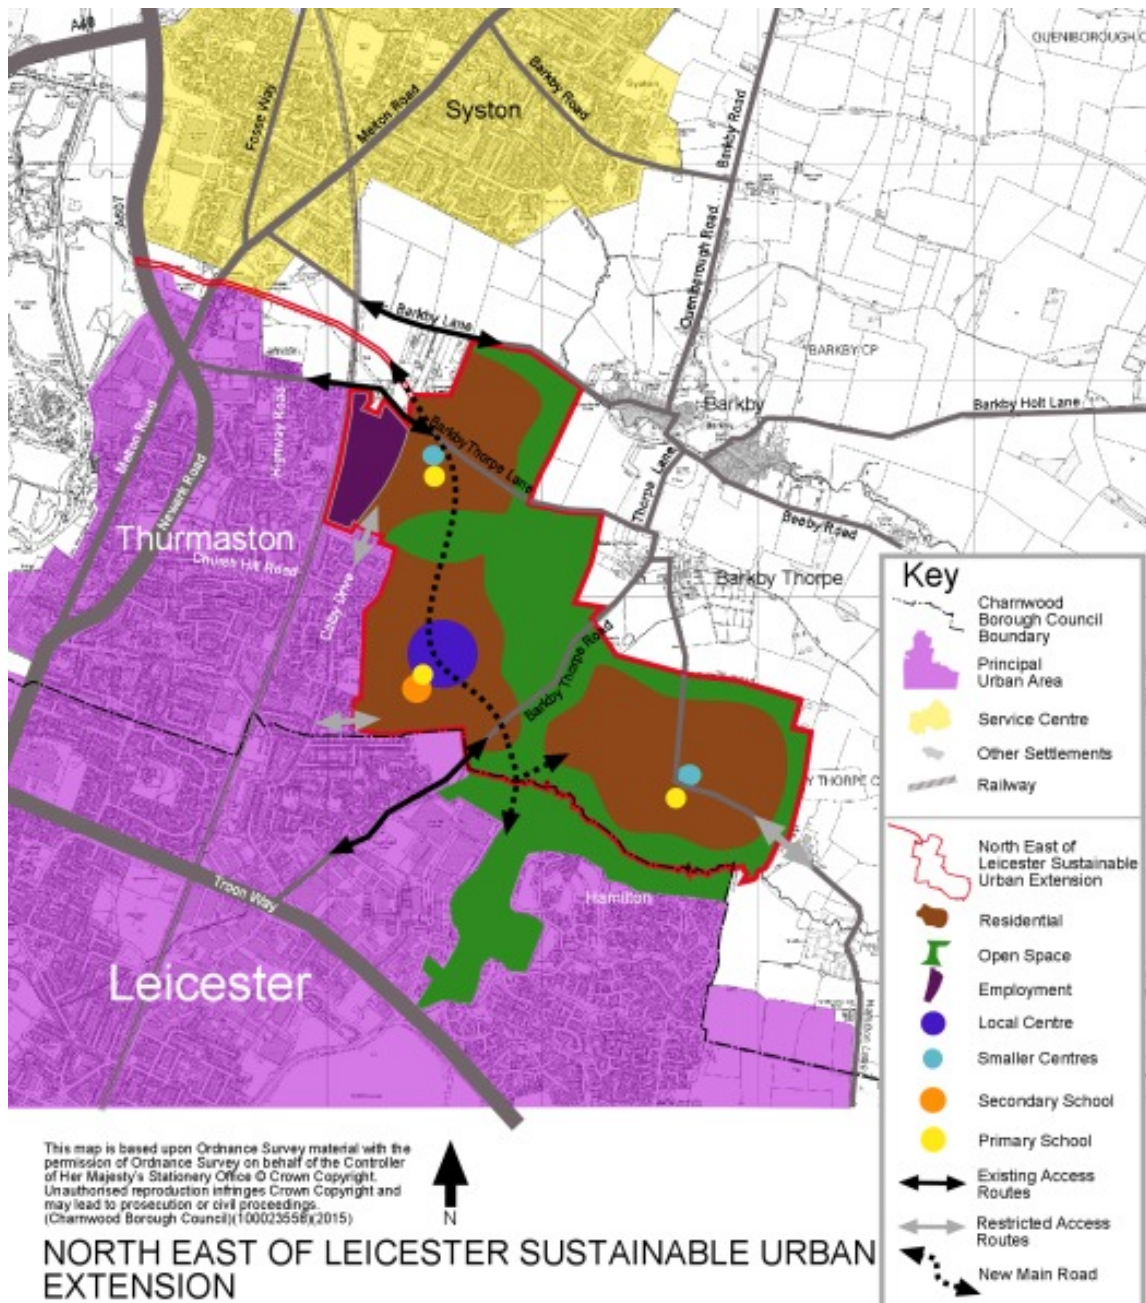 A46
QUENIBOROUGH C
Fosse Way
Melton Road
Barkby Road
Syston
Syston
Barkby Road
A607
Queniborough Road
Barkby Lane
BARKBY CP
Barkby
Barkby
Barkby Holt Lane
Melton Road
Highway Road
Newark Road
Barkby Thorpe Lane
Thorpe Lane
Beeby Road
Thurmaston
Church Hill Road
Colby Drive
Barkby Thorpe
Barkby Thorpe Road
Y THORPE C
Troon Way
Hamilton
Leicester
Key
Charnwood
Borough Council
Boundary
Principal
Urban Area
Service Centre
Other Settlements
Railway
North East of
Leicester Sustainable
Urban Extension
Residential
Open Space
Employment
Local Centre
Smaller Centres
Secondary School
Primary School
Existing Access
Routes
Restricted Access
Routes
New Main Road
This map is based upon Ordnance Survey material with the
permission of Ordnance Survey on behalf of the Controller
of Her Majesty's Stationery Office © Crown Copyright.
Unauthorised reproduction infringes Crown Copyright and
may lead to prosecution or civil proceedings.
(Charnwood Borough Council)(100023558)(2015)
N
NORTH EAST OF LEICESTER SUSTAINABLE URBAN
EXTENSION